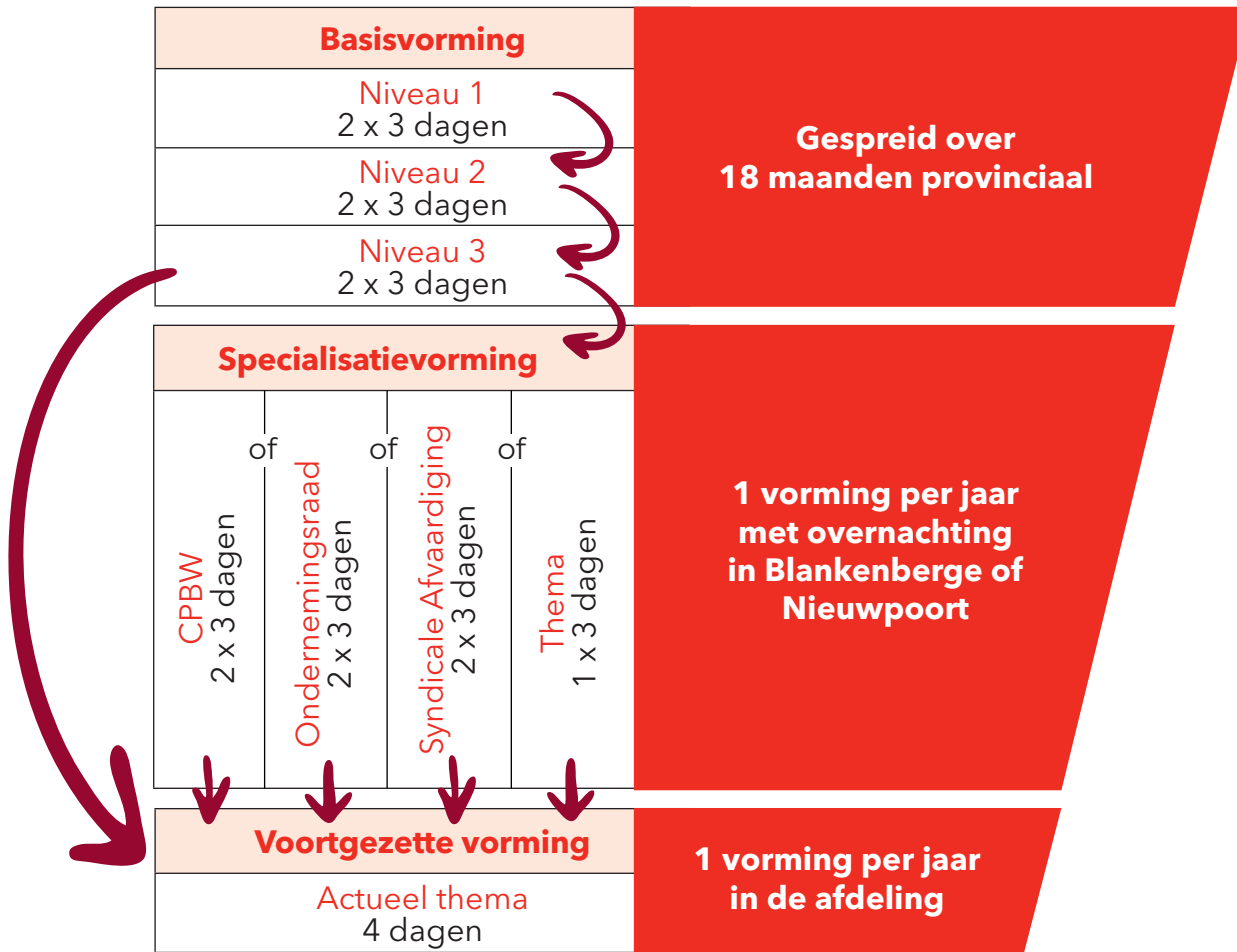 Basisvorming
Niveau 1
2 x 3 dagen
Niveau 2
2 x 3 dagen
Niveau 3
2 x 3 dagen
Gespreid over
18 maanden provinciaal
Specialisatievorming
CPBW
2 x 3 dagen
of
Ondernemingsraad
2 x 3 dagen
of
Syndicale Afvaardiging
2 x 3 dagen
of
Thema
1 x 3 dagen
1 vorming per jaar
met overnachting
in Blankenberge of
Nieuwpoort
Voortgezette vorming
Actueel thema
4 dagen
1 vorming per jaar
in de afdeling